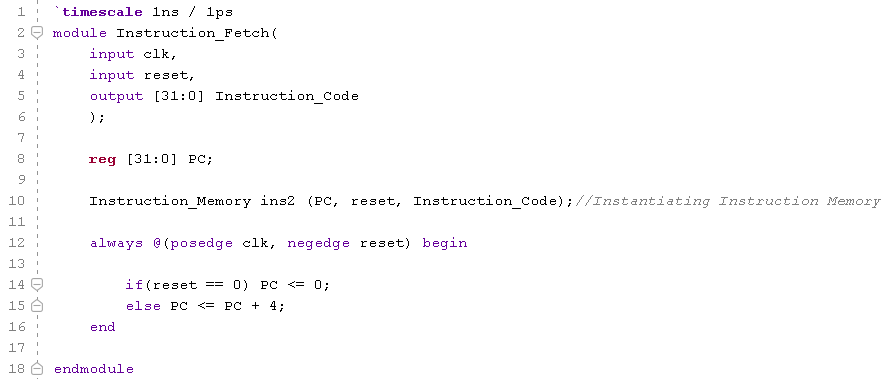 1 `timescale 1ns / 1ps
2 module Instruction_Fetch(
3 input clk,
4 input reset,
5 output [31:0] Instruction_Code
6 );
7
8 reg [31:0] PC;
9
10 Instruction_Memory ins2 (PC, reset, Instruction_Code);//Instantiating Instruction Memory
11
12 always @(posedge clk, negedge reset) begin
13
14 if(reset == 0) PC <= 0;
15 else PC <= PC + 4;
16 end
17
18 endmodule